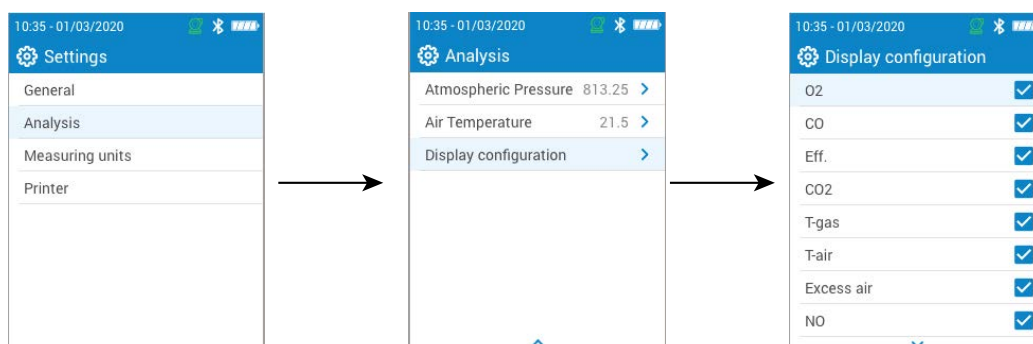 10:35 - 01/03/2020
Settings
General
Analysis
Measuring units
Printer
10:35 - 01/03/2020
Analysis
Atmospheric Pressure 813.25
Air Temperature 21.5
Display configuration
10:35 - 01/03/2020
Display configuration
O2
CO
Eff.
CO2
T-gas
T-air
Excess air
NO